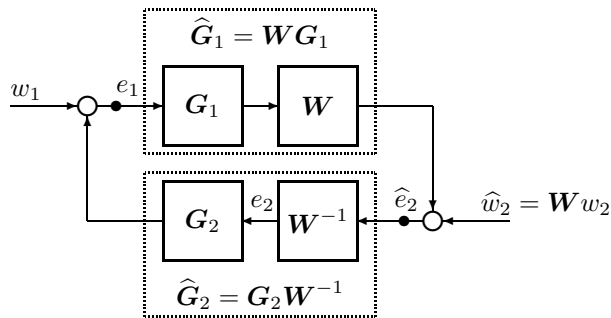 Ĝ₁ = WG₁
w₁
e₁
G₁
W
G₂
e₂
W⁻¹
ê₂
ŵ₂ = Ww₂
Ĝ₂ = G₂W⁻¹